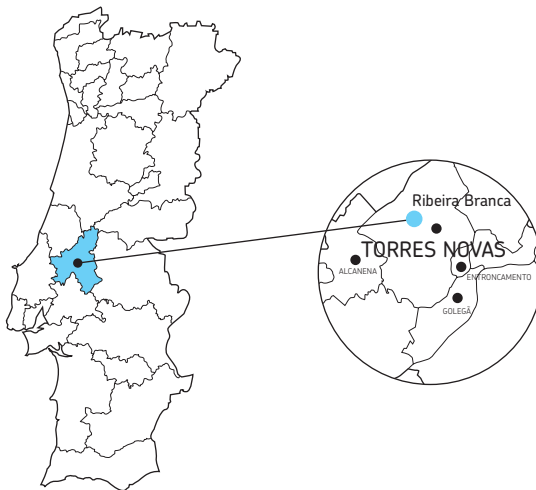 Ribeira Branca
TORRES NOVAS
ALCANENA
ENTRONCAMENTO
GOLEGÃ